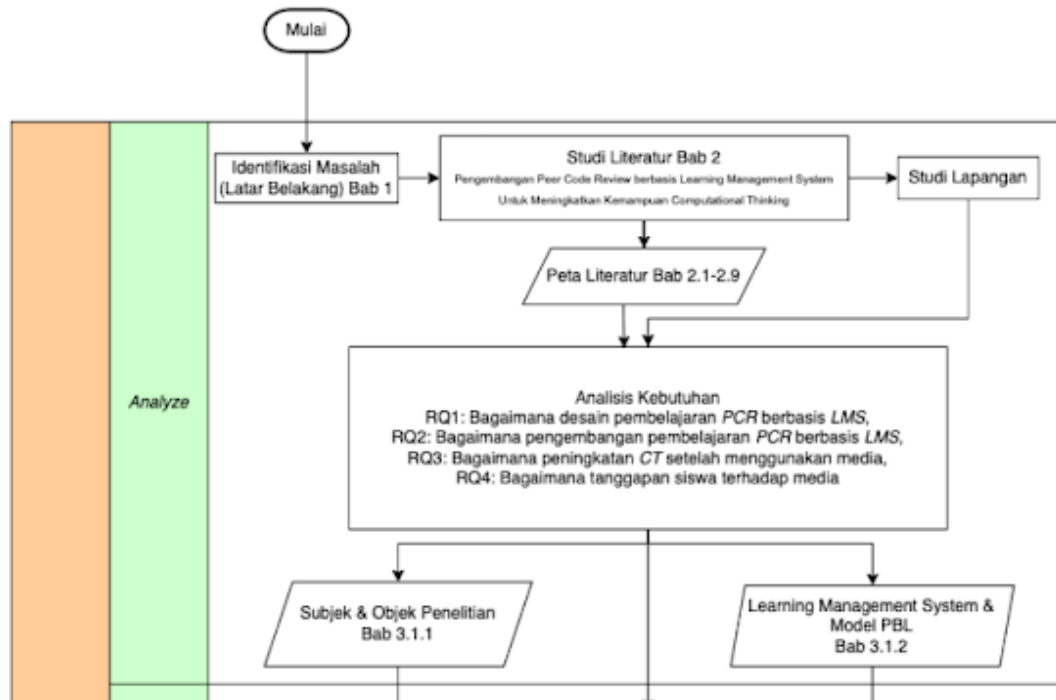 Mulai
Identifikasi Masalah
(Latar Belakang) Bab 1
Studi Literatur Bab 2
Pengembangan Peer Code Review berbasis Learning Management System
Untuk Meningkatkan Kemampuan Computational Thinking
Studi Lapangan
Peta Literatur Bab 2.1-2.9
Analyze
Analisis Kebutuhan
RQ1: Bagaimana desain pembelajaran PCR berbasis LMS,
RQ2: Bagaimana pengembangan pembelajaran PCR berbasis LMS,
RQ3: Bagaimana peningkatan CT setelah menggunakan media,
RQ4: Bagaimana tanggapan siswa terhadap media
Subjek & Objek Penelitian
Bab 3.1.1
Learning Management System &
Model PBL
Bab 3.1.2